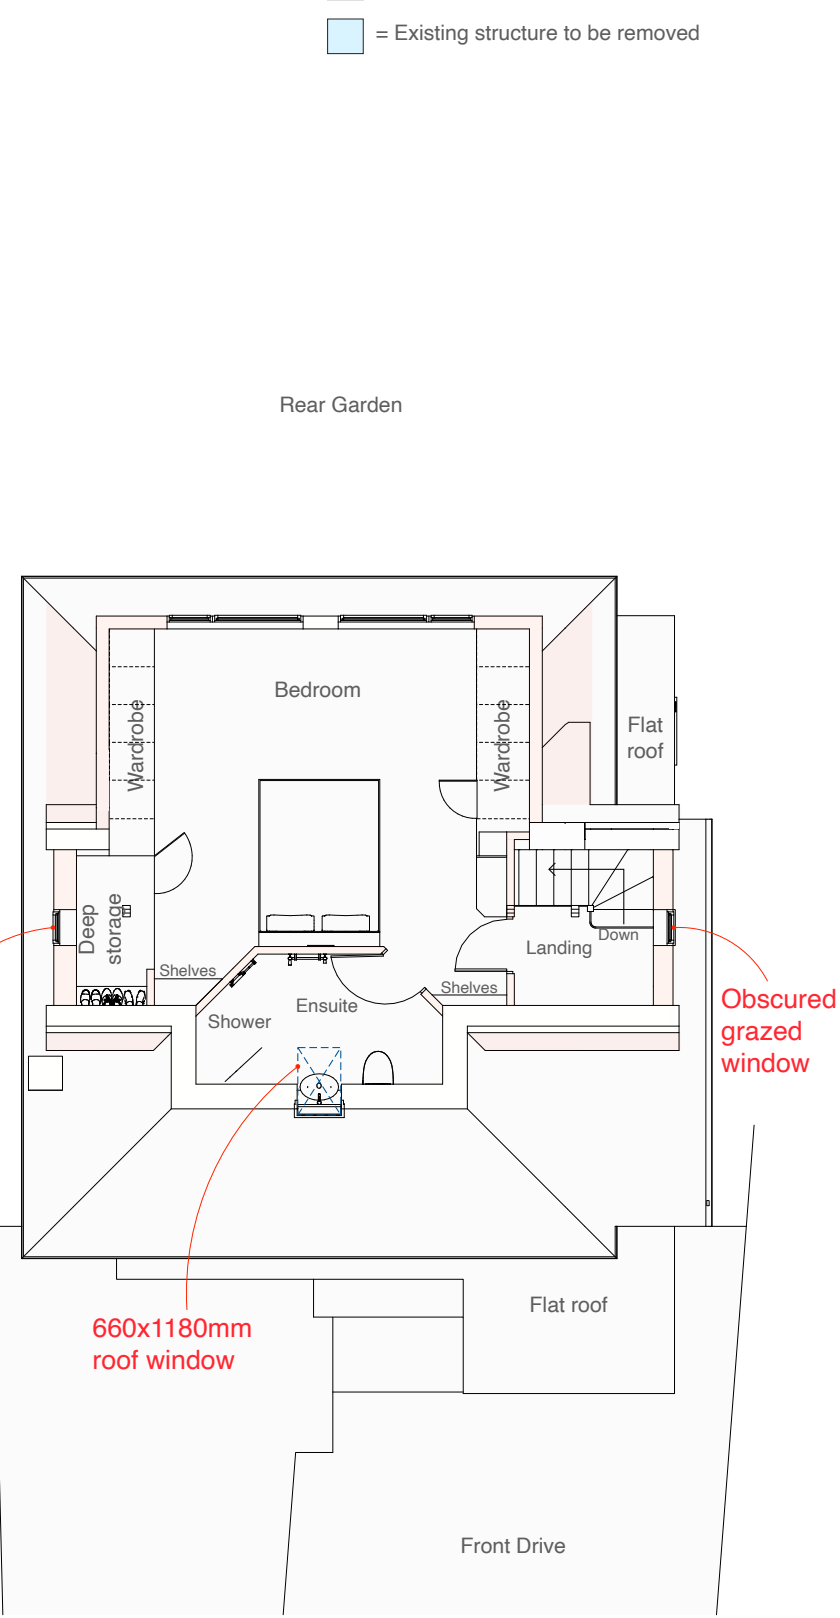 = Existing structure to be removed
Rear Garden
Bedroom
Wardrobe
Wardrobe
Flat
roof
Deep
storage
Shelves
Landing
Down
Shelves
Ensuite
Shower
Obscured
grazed
window
660x1180mm
roof window
Flat roof
Front Drive